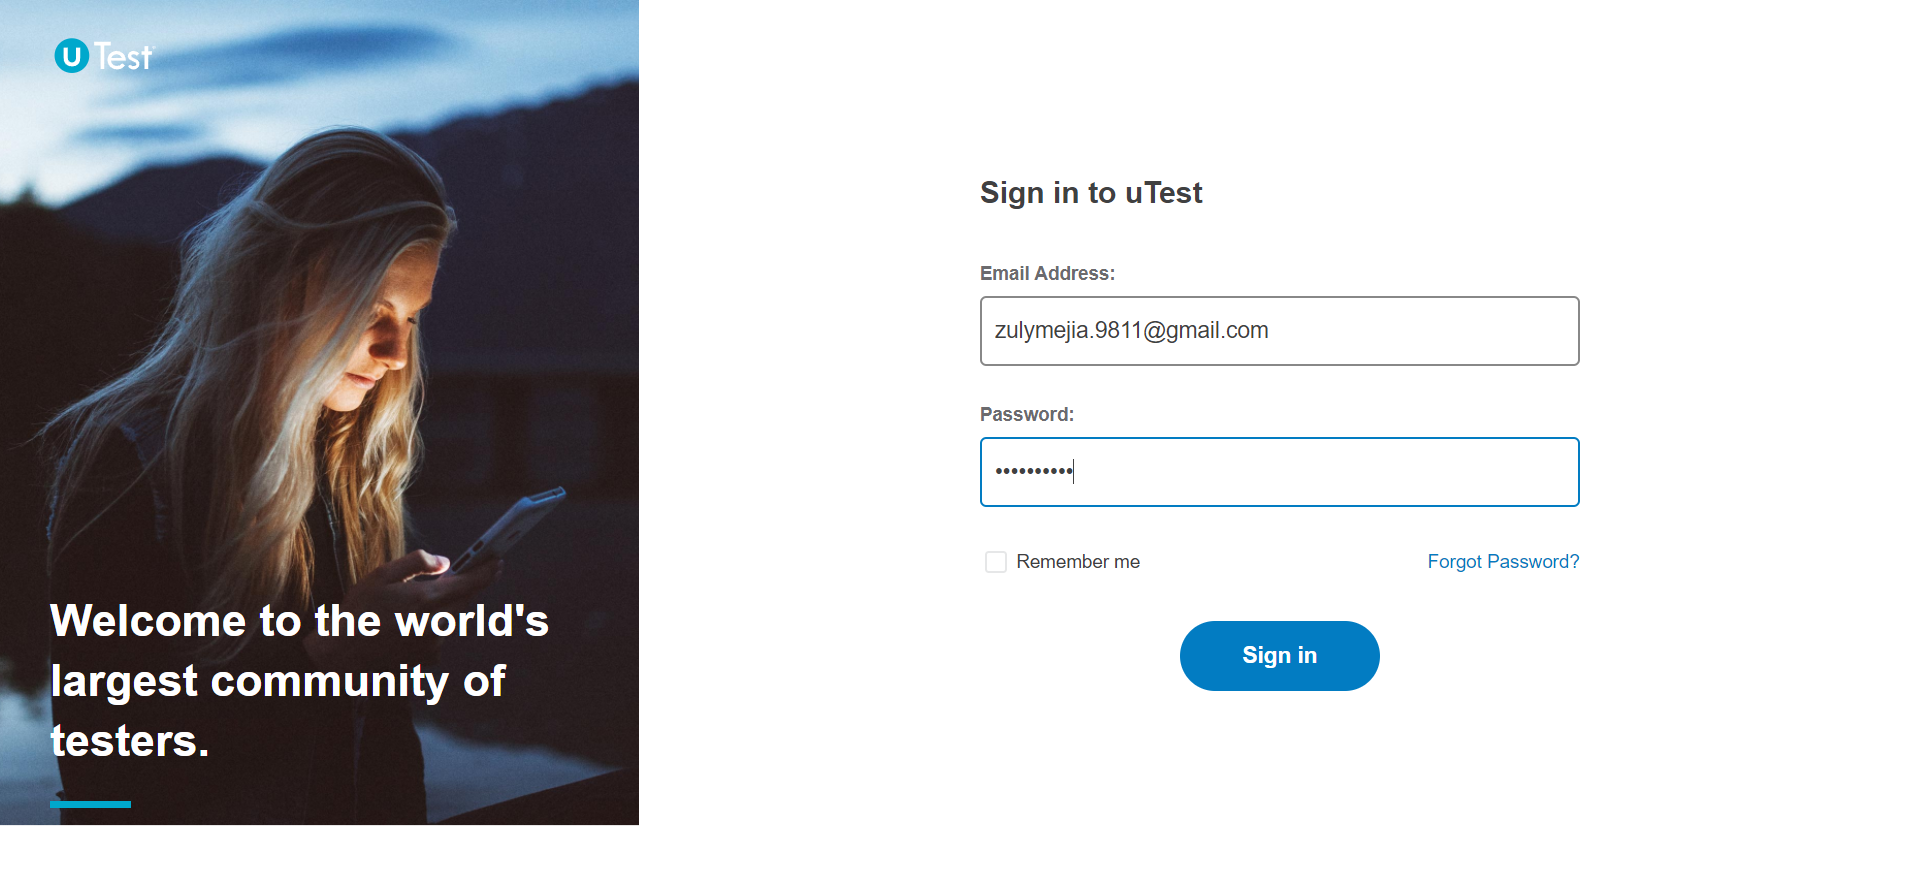 uTest
Welcome to the world's
largest community of
testers.
Sign in to uTest
Email Address:
zulymejia.9811@gmail.com
Password:
••••••••••
Remember me
Forgot Password?
Sign in